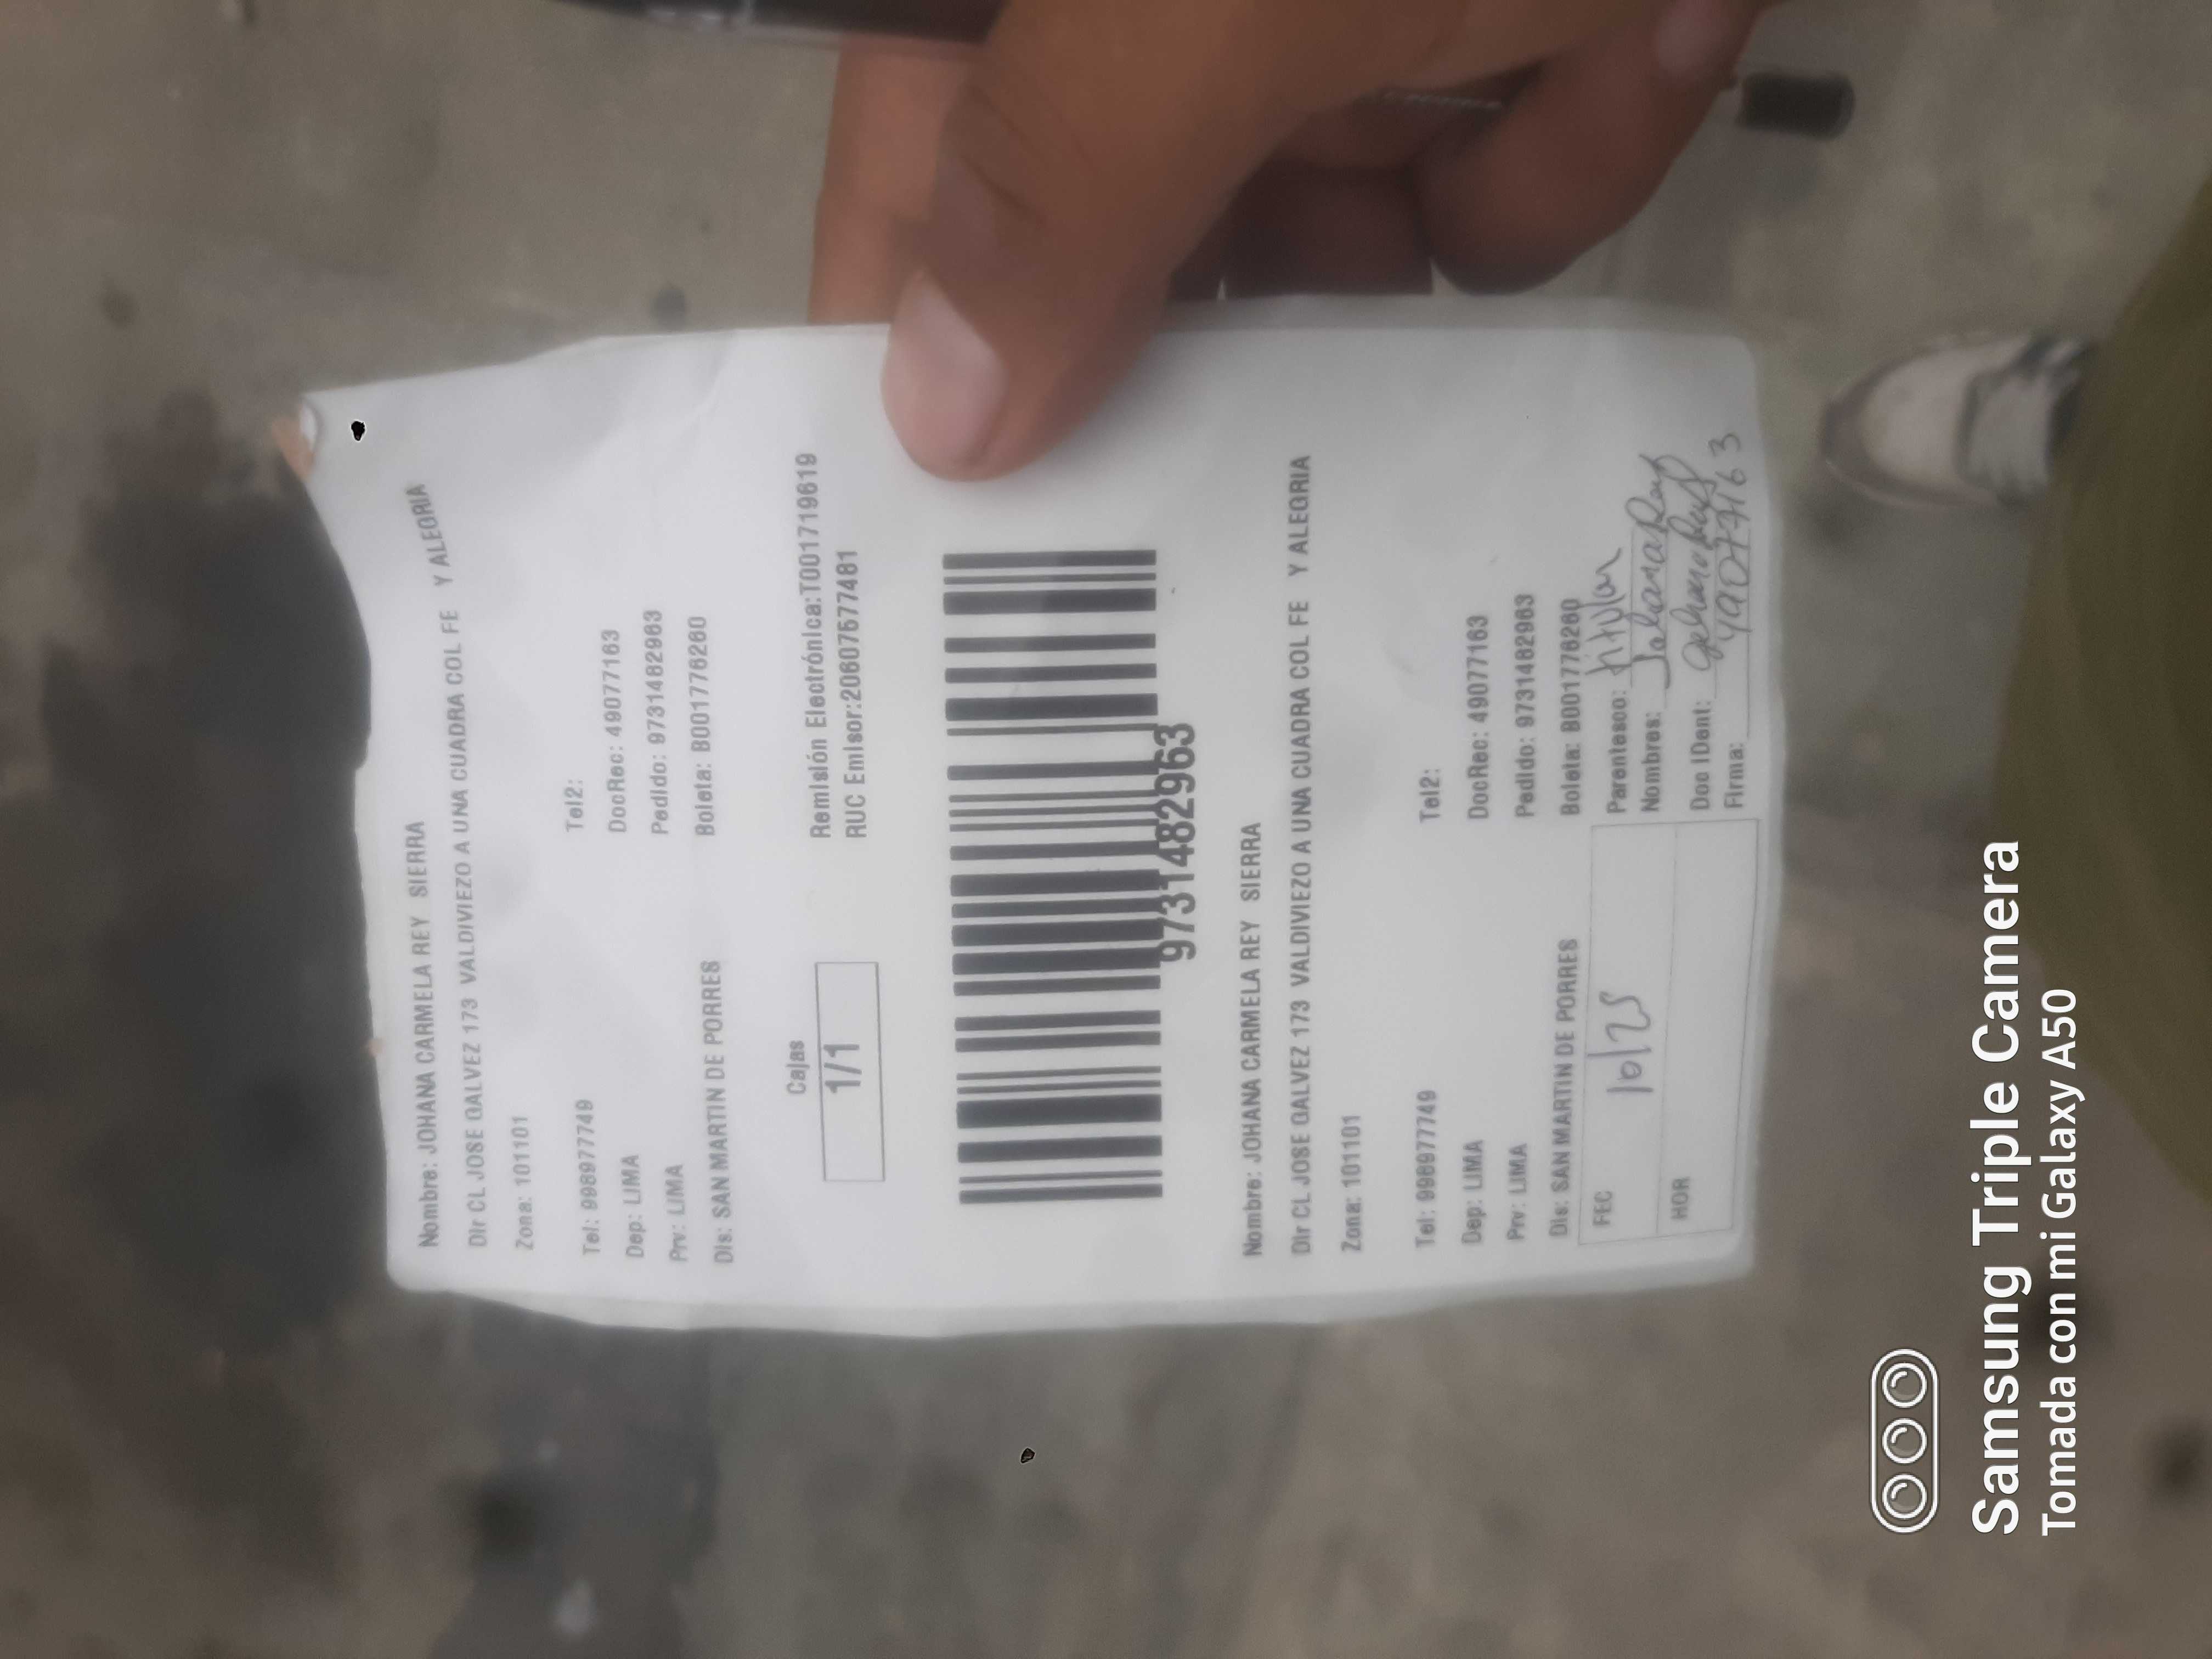 Nombre: JOHANA CARMELA REY SIERRA
Dir CL JOSE GALVEZ 173 VALDIVIEZO A UNA CUADRA COL FE Y ALEGRIA
Zona: 101101
Tel: 998977749 Tel2:
Dep: LIMA DocRec: 49077163
Prv: LIMA Pedido: 9731482963
Dis: SAN MARTIN DE PORRES Boleta: B001776260
Cajas
1/1
Remisión Electrónica:T001719619
RUC Emisor:20607577481
9731482963
Nombre: JOHANA CARMELA REY SIERRA
Dir CL JOSE GALVEZ 173 VALDIVIEZO A UNA CUADRA COL FE Y ALEGRIA
Zona: 101101
Tel: 998977749 Tel2:
Dep: LIMA DocRec: 49077163
Prv: LIMA Pedido: 9731482963
Dis: SAN MARTIN DE PORRES Boleta: B001776260
FEC 10/25
HOR
Parentesco: titular
Nombres: Johana Rey
Doc IDent:
Firma: 49077163
Samsung Triple Camera
Tomada con mi Galaxy A50